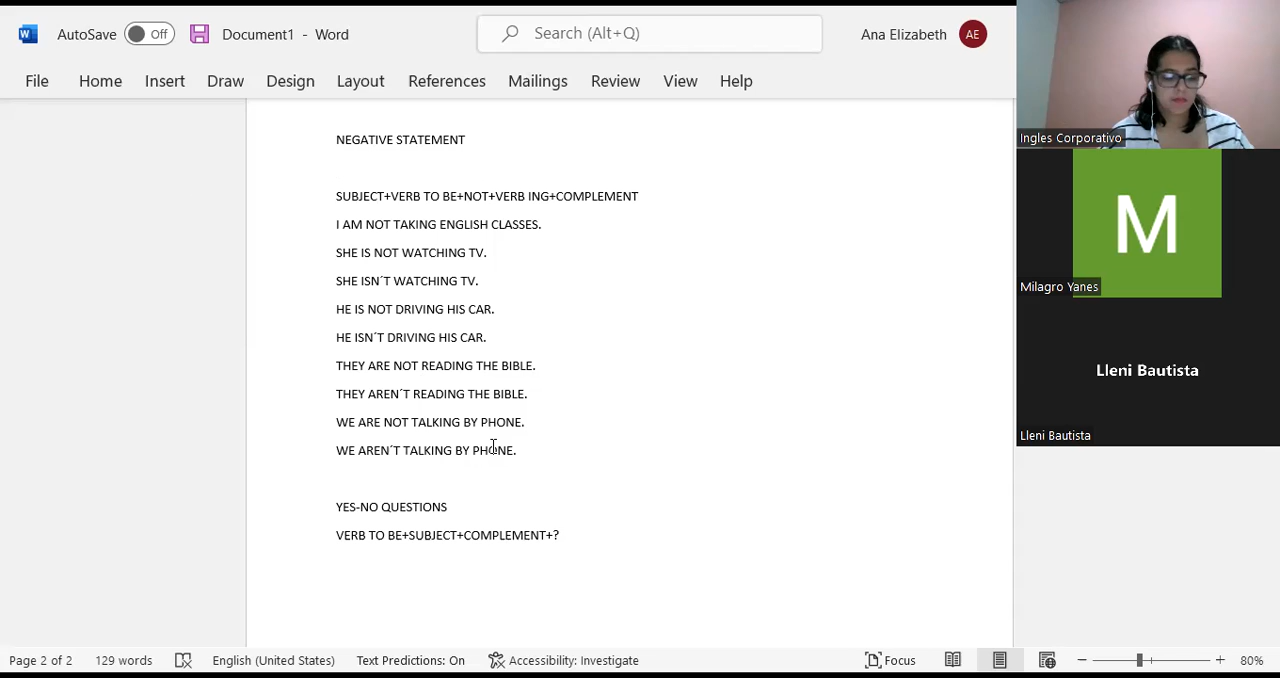 AutoSave Off Document1 - Word Search (Alt+Q) Ana Elizabeth AE
File Home Insert Draw Design Layout References Mailings Review View Help
NEGATIVE STATEMENT
SUBJECT+VERB TO BE+NOT+VERB ING+COMPLEMENT
I AM NOT TAKING ENGLISH CLASSES.
SHE IS NOT WATCHING TV.
SHE ISN´T WATCHING TV.
HE IS NOT DRIVING HIS CAR.
HE ISN´T DRIVING HIS CAR.
THEY ARE NOT READING THE BIBLE.
THEY AREN´T READING THE BIBLE.
WE ARE NOT TALKING BY PHONE.
WE AREN´T TALKING BY PHONE.
YES-NO QUESTIONS
VERB TO BE+SUBJECT+COMPLEMENT+?
Page 2 of 2 129 words English (United States) Text Predictions: On Accessibility: Investigate Focus 80%
Ingles Corporativo
M
Milagro Yanes
Lleni Bautista
Lleni Bautista